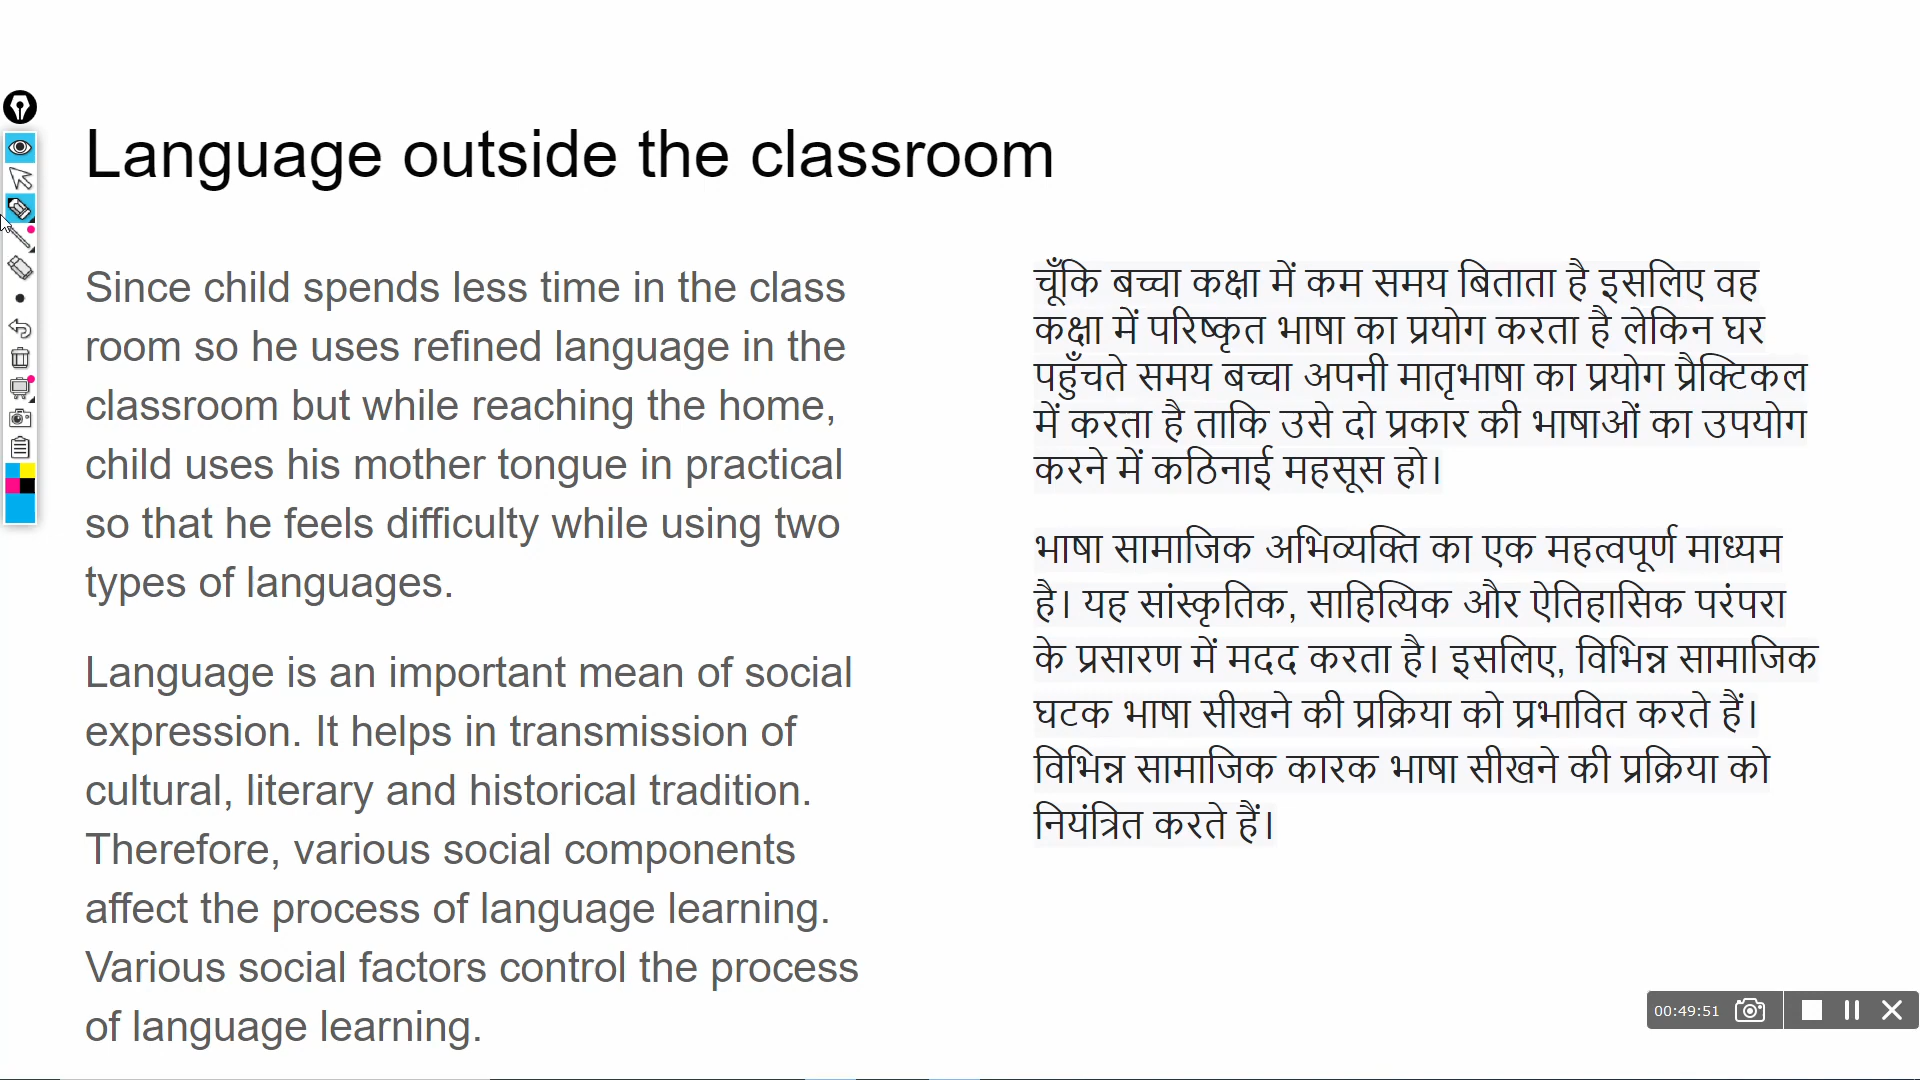 Language outside the classroom
Since child spends less time in the class
room so he uses refined language in the
classroom but while reaching the home,
child uses his mother tongue in practical
so that he feels difficulty while using two
types of languages.
Language is an important mean of social
expression. It helps in transmission of
cultural, literary and historical tradition.
Therefore, various social components
affect the process of language learning.
Various social factors control the process
of language learning.
चूँकि बच्चा कक्षा में कम समय बिताता है इसलिए वह
कक्षा में परिष्कृत भाषा का प्रयोग करता है लेकिन घर
पहुँचते समय बच्चा अपनी मातृभाषा का प्रयोग प्रैक्टिकल
में करता है ताकि उसे दो प्रकार की भाषाओं का उपयोग
करने में कठिनाई महसूस हो।
भाषा सामाजिक अभिव्यक्ति का एक महत्वपूर्ण माध्यम
है। यह सांस्कृतिक, साहित्यिक और ऐतिहासिक परंपरा
के प्रसारण में मदद करता है। इसलिए, विभिन्न सामाजिक
घटक भाषा सीखने की प्रक्रिया को प्रभावित करते हैं।
विभिन्न सामाजिक कारक भाषा सीखने की प्रक्रिया को
नियंत्रित करते हैं।
00:49:51